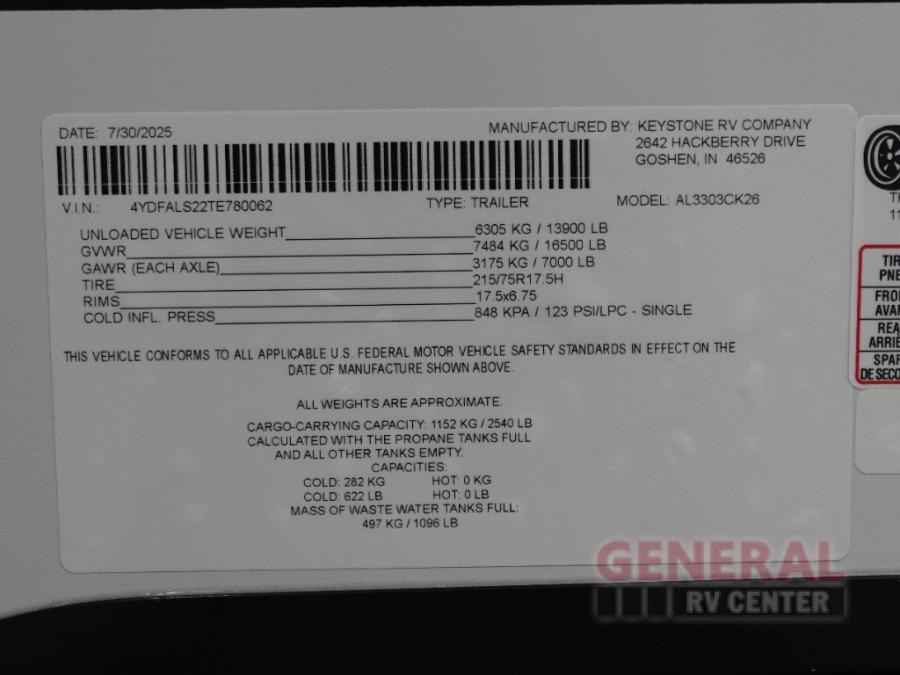 DATE: 7/30/2025
MANUFACTURED BY: KEYSTONE RV COMPANY
2642 HACKBERRY DRIVE
GOSHEN, IN 46526
V.I.N.: 4YDFALS22TE780062 TYPE: TRAILER MODEL: AL3303CK26
UNLOADED VEHICLE WEIGHT 6305 KG / 13900 LB
GVWR 7484 KG / 16500 LB
GAWR (EACH AXLE) 3175 KG / 7000 LB
TIRE 215/75R17.5H
RIMS 17.5x6.75
COLD INFL. PRESS 848 KPA / 123 PSI/LPC - SINGLE
THIS VEHICLE CONFORMS TO ALL APPLICABLE U.S. FEDERAL MOTOR VEHICLE SAFETY STANDARDS IN EFFECT ON THE
DATE OF MANUFACTURE SHOWN ABOVE.
ALL WEIGHTS ARE APPROXIMATE.
CARGO-CARRYING CAPACITY: 1152 KG / 2540 LB
CALCULATED WITH THE PROPANE TANKS FULL
AND ALL OTHER TANKS EMPTY.
CAPACITIES:
COLD: 282 KG HOT: 0 KG
COLD: 622 LB HOT: 0 LB
MASS OF WASTE WATER TANKS FULL:
497 KG / 1096 LB
TIR
PNE
FRO
AVA
REA
ARRIÈ
SPAR
DE SECO
GENERAL
RV CENTER